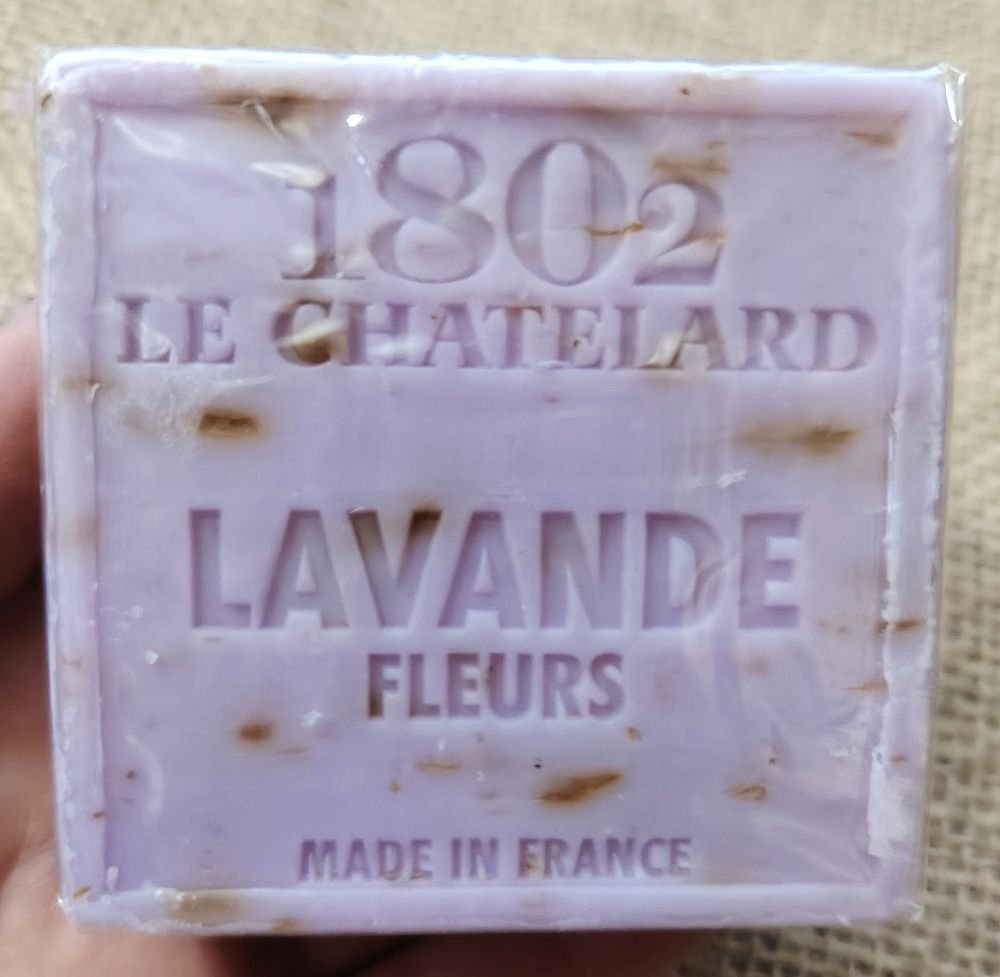 1802
LE CHATELARD
LAVANDE
FLEURS
MADE IN FRANCE